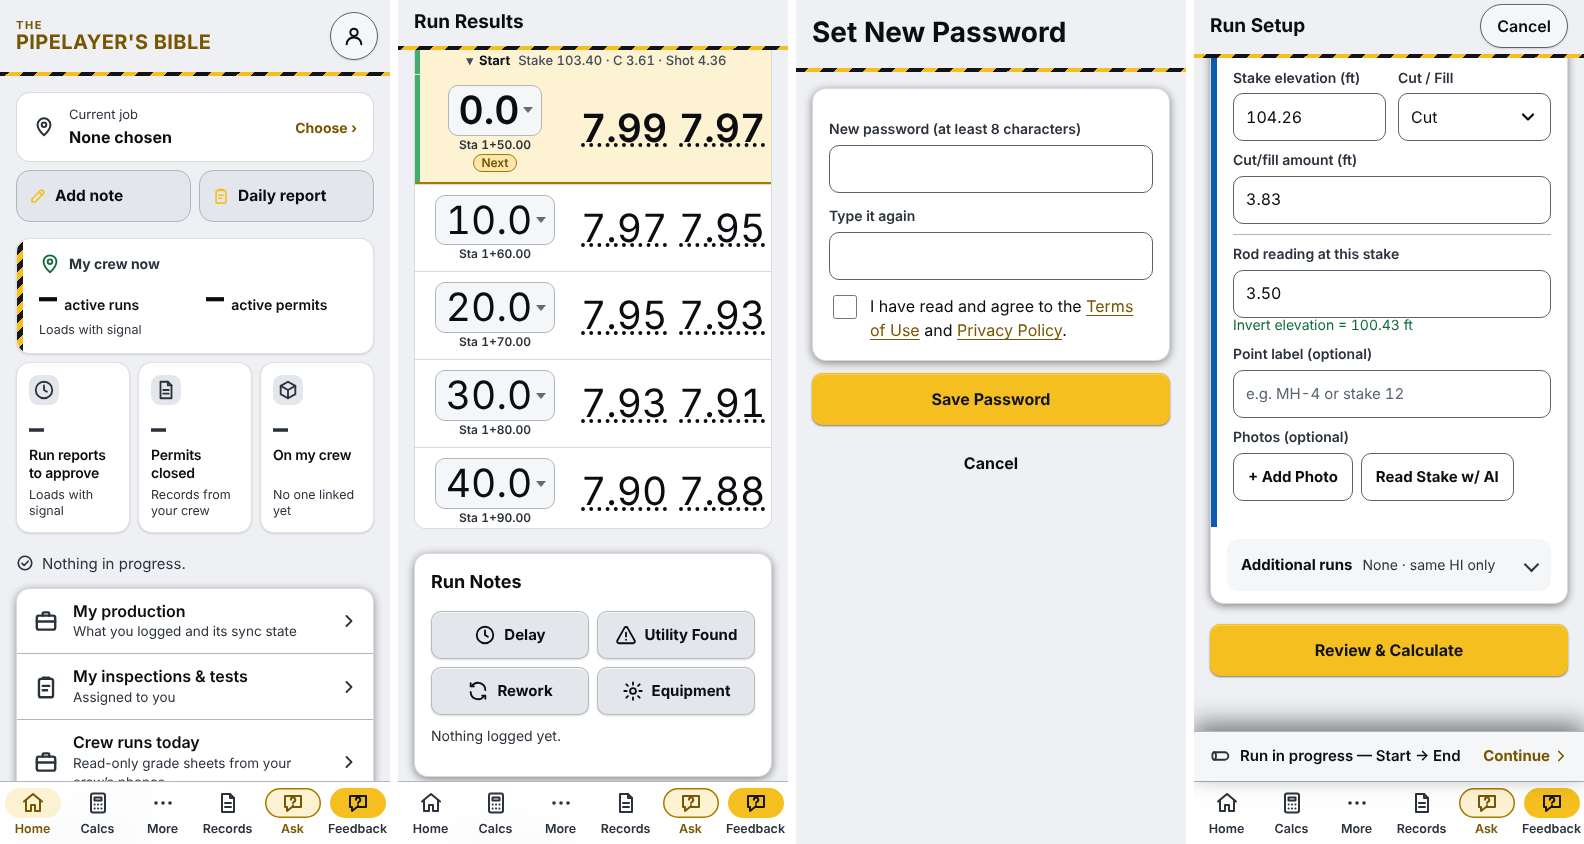 THE
PIPELAYER'S BIBLE
Current job
None chosen
Choose ›
Add note
Daily report
My crew now
active runs
active permits
Loads with signal
Run reports to approve
Loads with signal
Permits closed
Records from your crew
On my crew
No one linked yet
Nothing in progress.
My production
What you logged and its sync state
My inspections & tests
Assigned to you
Crew runs today
Read-only grade sheets from your
Home
Calcs
More
Records
Ask
Feedback
Run Results
▾ Start Stake 103.40 · C 3.61 · Shot 4.36
0.0 7.99 7.97
Sta 1+50.00
Next
10.0 7.97 7.95
Sta 1+60.00
20.0 7.95 7.93
Sta 1+70.00
30.0 7.93 7.91
Sta 1+80.00
40.0 7.90 7.88
Sta 1+90.00
Run Notes
Delay
Utility Found
Rework
Equipment
Nothing logged yet.
Home
Calcs
More
Records
Ask
Feedback
Set New Password
New password (at least 8 characters)
Type it again
I have read and agree to the Terms
of Use and Privacy Policy.
Save Password
Cancel
Run Setup
Cancel
Stake elevation (ft)
Cut / Fill
104.26
Cut
Cut/fill amount (ft)
3.83
Rod reading at this stake
3.50
Invert elevation = 100.43 ft
Point label (optional)
e.g. MH-4 or stake 12
Photos (optional)
+ Add Photo
Read Stake w/ AI
Additional runs None · same HI only
Review & Calculate
Run in progress — Start → End
Continue >
Home
Calcs
More
Records
Ask
Feedback